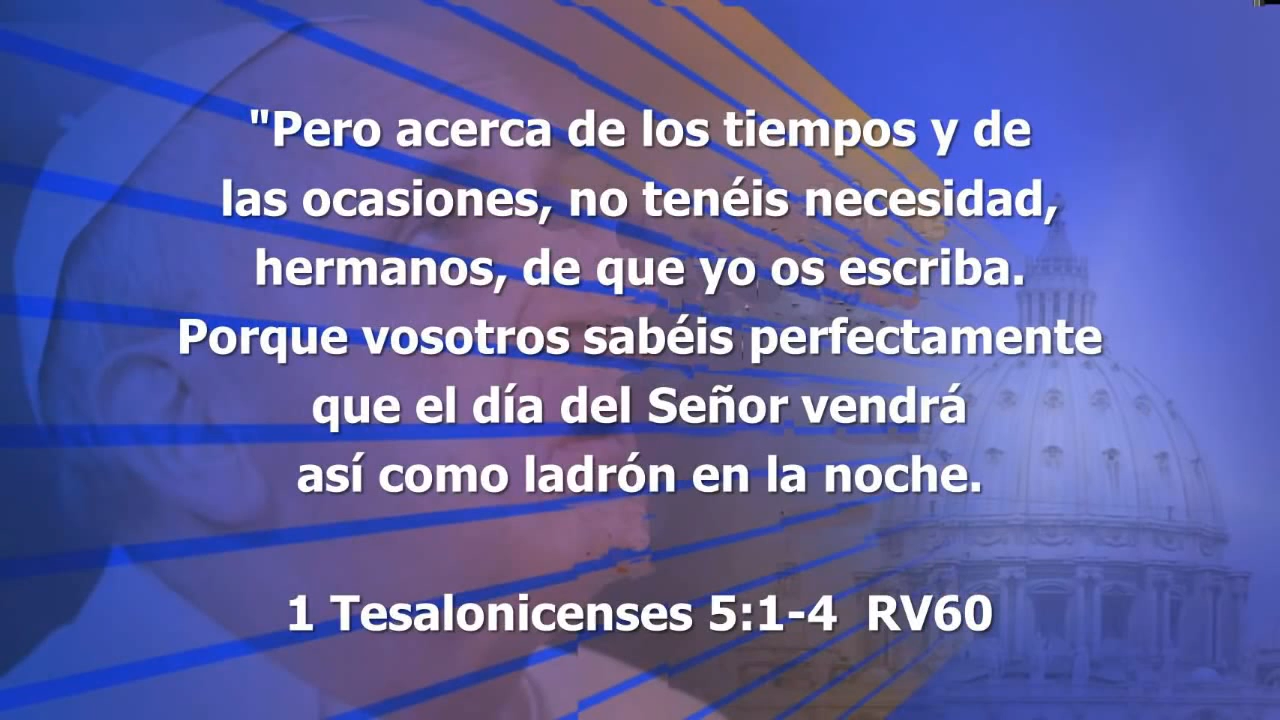 "Pero acerca de los tiempos y de
las ocasiones, no tenéis necesidad,
hermanos, de que yo os escriba.
Porque vosotros sabéis perfectamente
que el día del Señor vendrá
así como ladrón en la noche.
1 Tesalonicenses 5:1-4 RV60